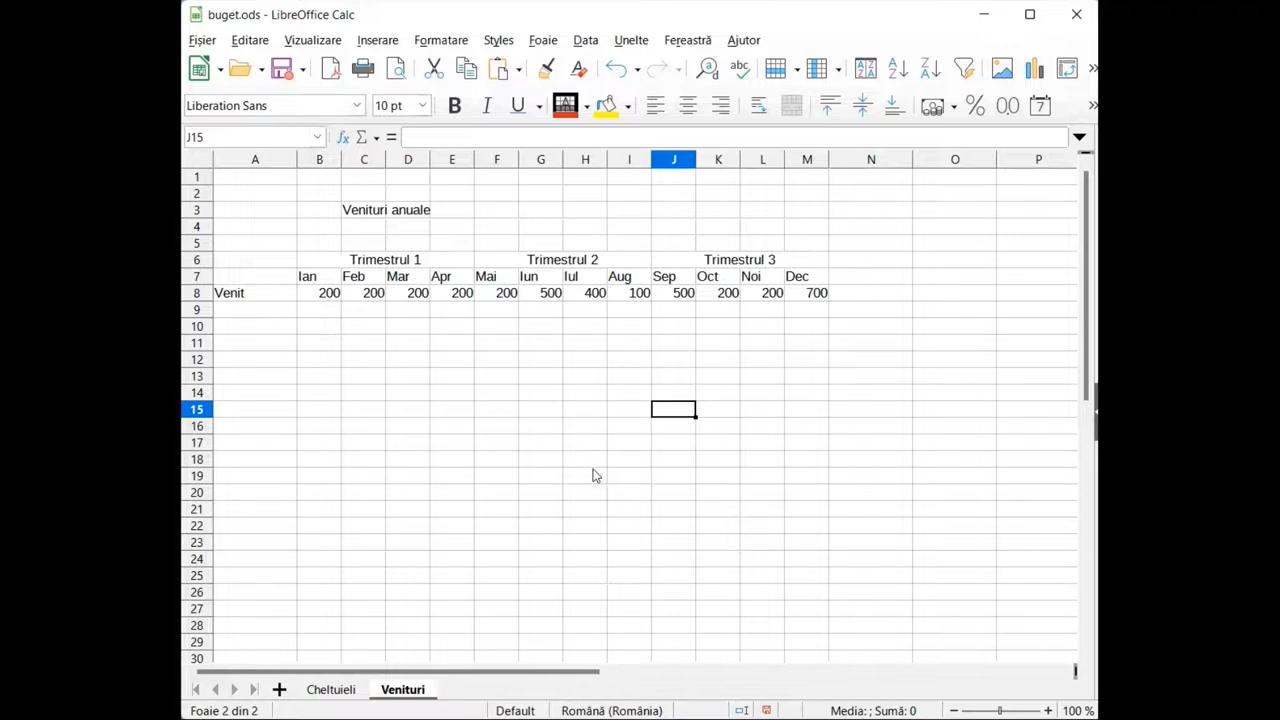 buget.ods - LibreOffice Calc
Fișier Editare Vizualizare Inserare Formatare Styles Foaie Data Unelte Fereastră Ajutor
Liberation Sans 10 pt B I U A % 0.0 7
J15 fx Σ =
A B C D E F G H I J K L M N O P
1
2
3 Venituri anuale
4
5
6 Trimestrul 1 Trimestrul 2 Trimestrul 3
7 Ian Feb Mar Apr Mai Iun Iul Aug Sep Oct Noi Dec
8 Venit 200 200 200 200 200 500 400 100 500 200 200 700
9
10
11
12
13
14
15
16
17
18
19
20
21
22
23
24
25
26
27
28
29
30
Cheltuieli Venituri
Foaie 2 din 2 Default Română (România) Media: ; Sumă: 0 100 %